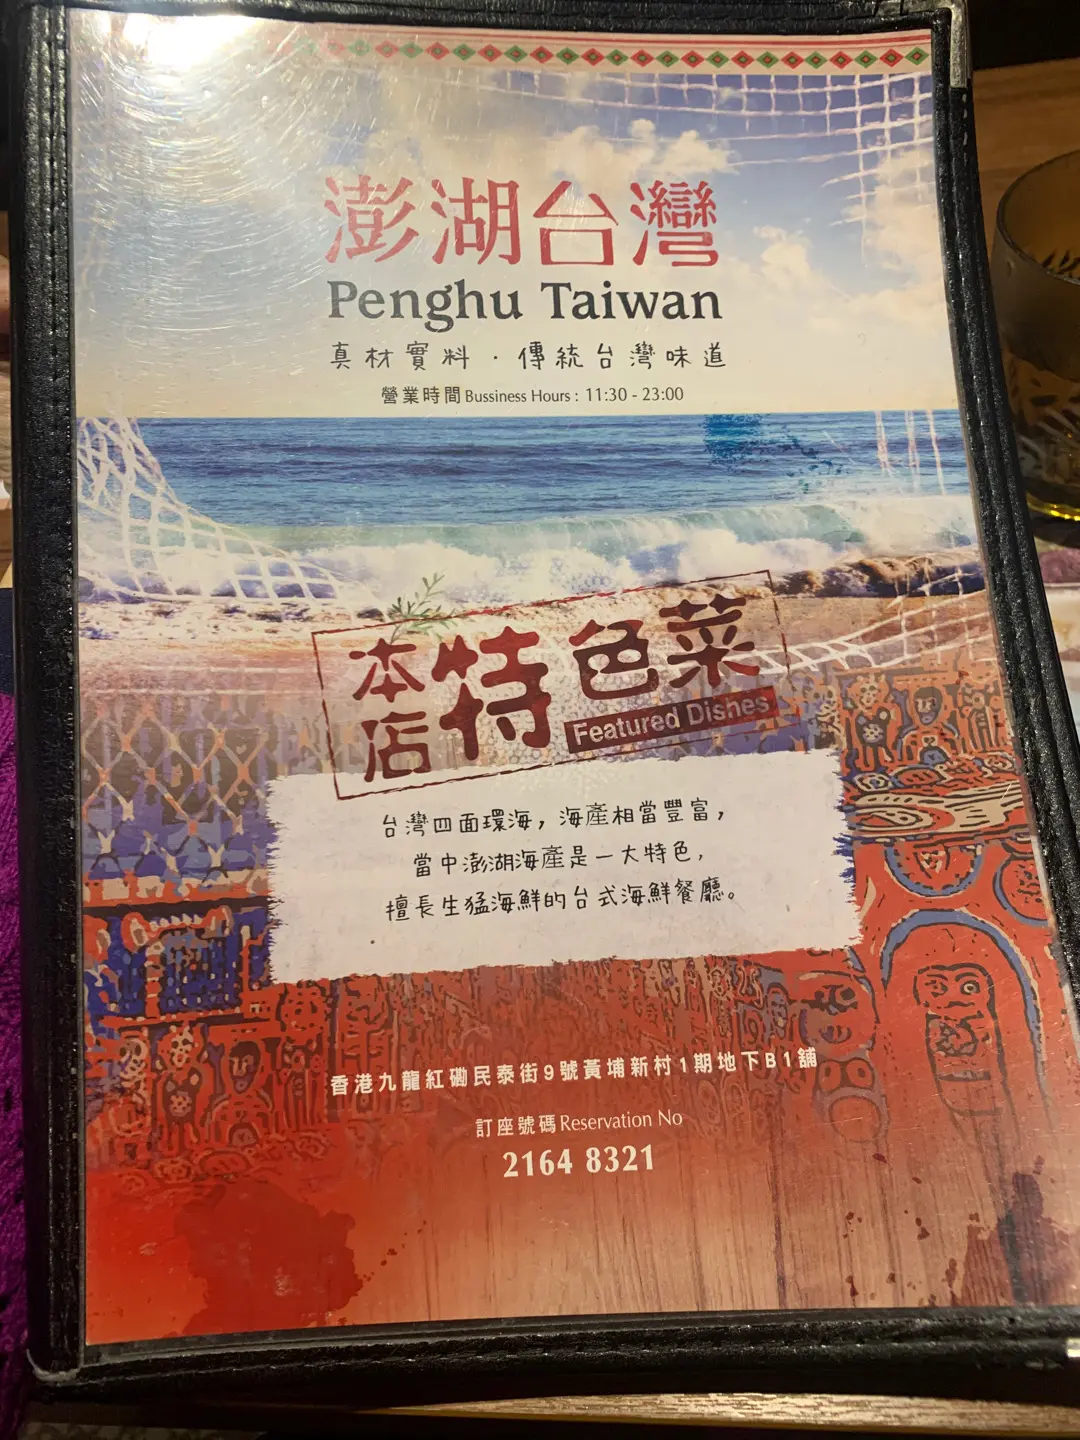 澎湖台灣
Penghu Taiwan
真材實料·傳統台灣味道
營業時間 Bussiness Hours : 11:30 - 23:00
本店特色菜
Featured Dishes
台灣四面環海，海產相當豐富，
當中澎湖海產是一大特色，
擅長生猛海鮮的台式海鮮餐廳。
香港九龍紅磡民泰街9號黃埔新村1期地下B1舖
訂座號碼 Reservation No
2164 8321